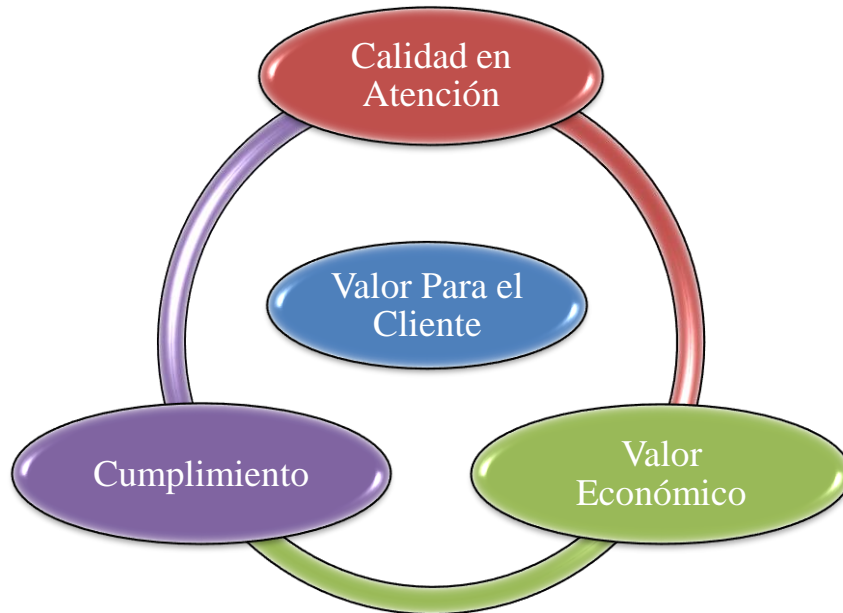 Calidad en
Atención
Valor Para el
Cliente
Cumplimiento
Valor
Económico